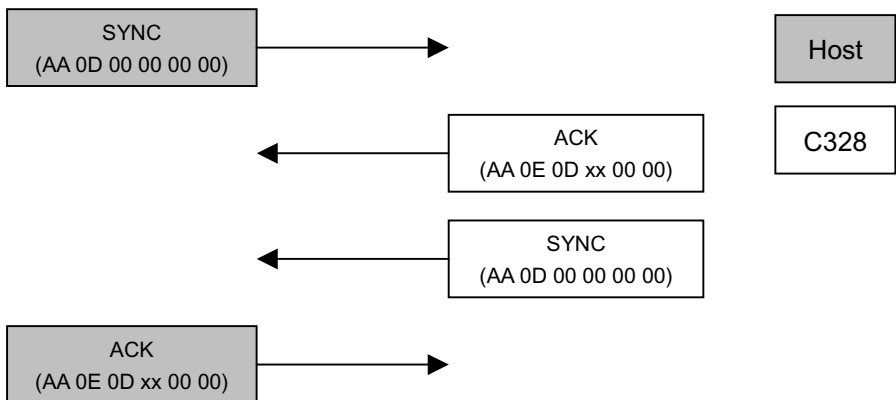 SYNC
(AA 0D 00 00 00 00)
Host
ACK
(AA 0E 0D xx 00 00)
C328
SYNC
(AA 0D 00 00 00 00)
ACK
(AA 0E 0D xx 00 00)